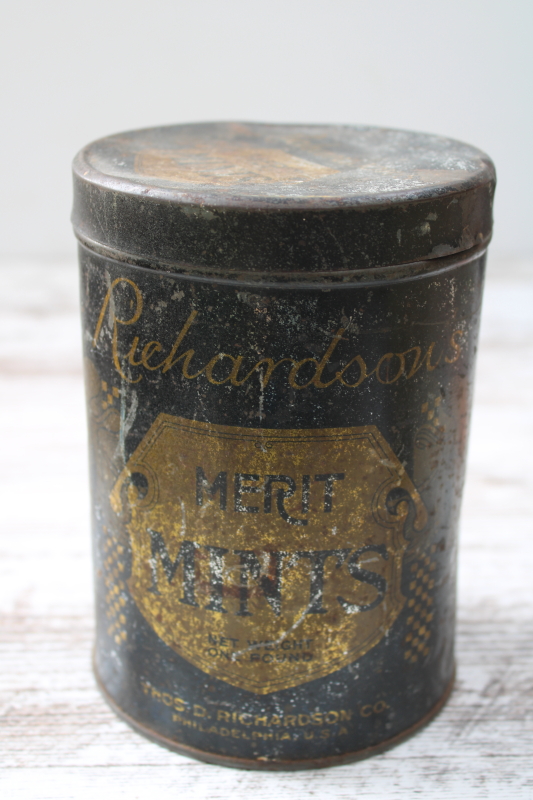 Richardson's
MERIT
MINTS
NET WEIGHT
ONE POUND
THOS. D. RICHARDSON CO.
PHILADELPHIA, U.S.A.